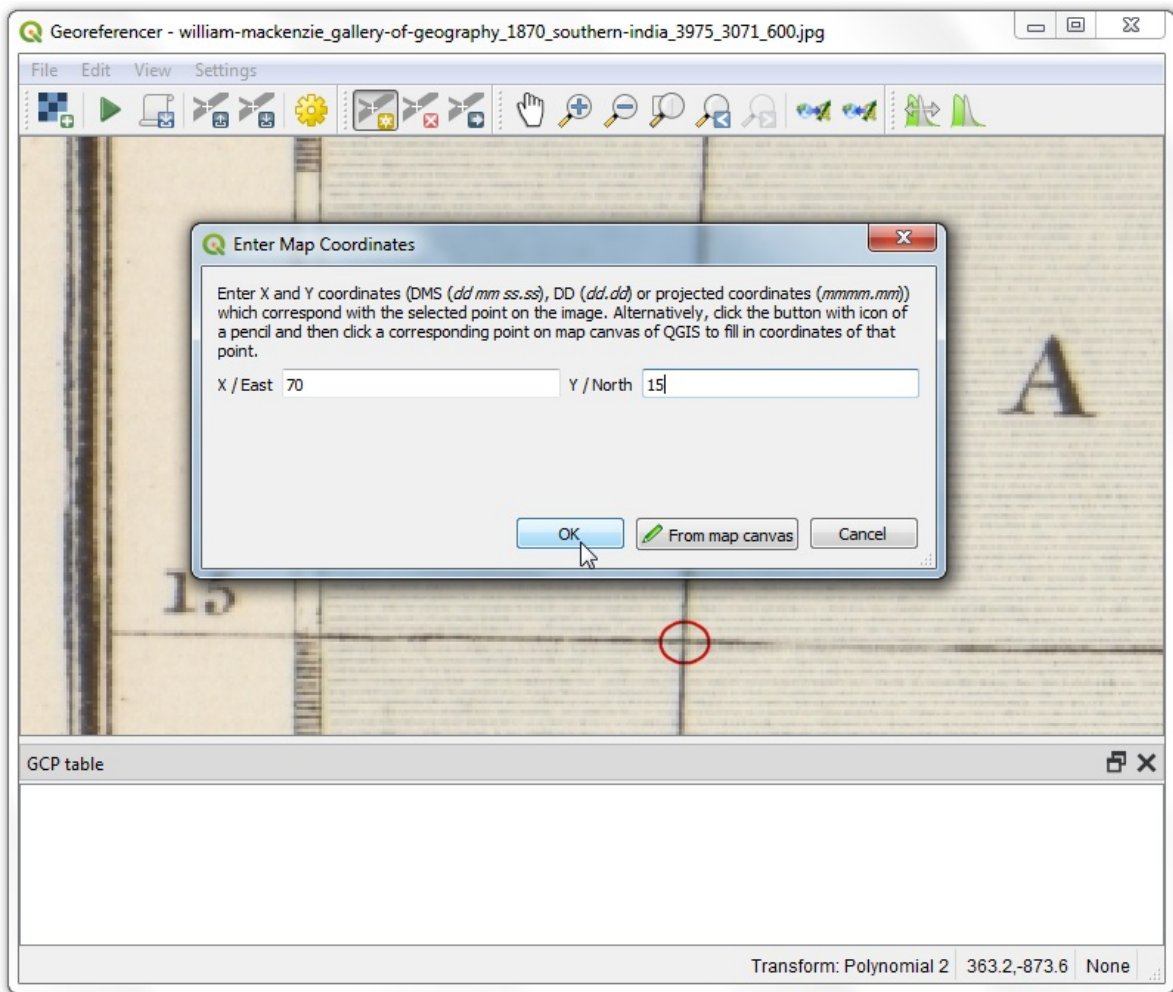 Georeferencer - william-mackenzie_gallery-of-geography_1870_southern-india_3975_3071_600.jpg
File Edit View Settings
Enter Map Coordinates
Enter X and Y coordinates (DMS (dd mm ss.ss), DD (dd.dd) or projected coordinates (mmmm.mm))
which correspond with the selected point on the image. Alternatively, click the button with icon of
a pencil and then click a corresponding point on map canvas of QGIS to fill in coordinates of that
point.
X / East 70 Y / North 15
OK From map canvas Cancel
A
15
GCP table
Transform: Polynomial 2 363.2,-873.6 None